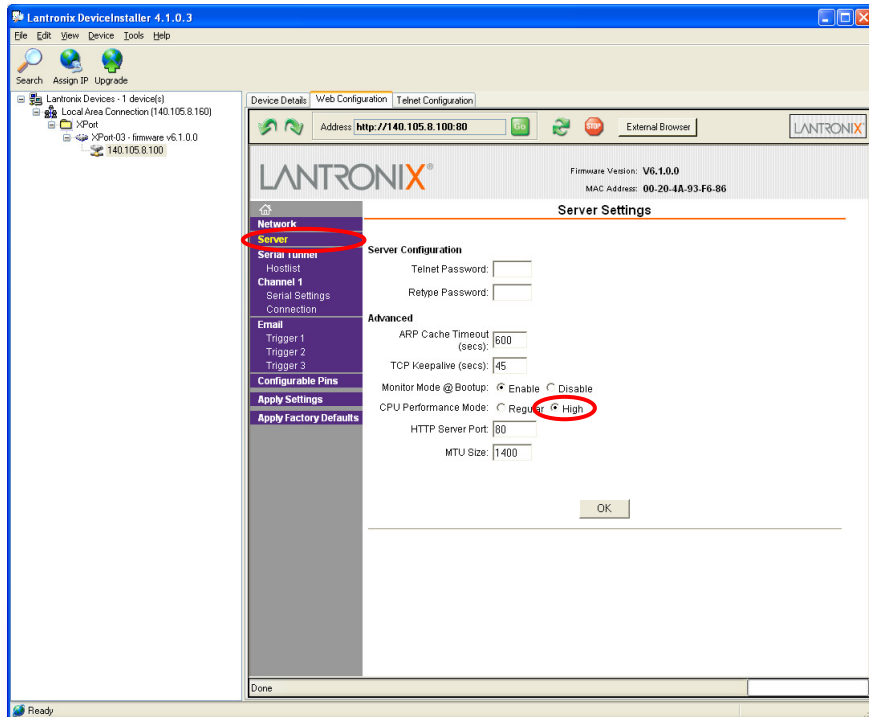 Lantronix DeviceInstaller 4.1.0.3
File Edit View Device Tools Help
Search Assign IP Upgrade
Lantronix Devices - 1 device(s)
Local Area Connection (140.105.8.160)
XPort
XPort-03 - firmware v6.1.0.0
140.105.8.100
Device Details Web Configuration Telnet Configuration
Address http://140.105.8.100:80 Go STOP External Browser LANTRONIX
LANTRONIX®
Firmware Version: V6.1.0.0
MAC Address: 00-20-4A-93-F6-86
Network
Server
Serial Tunnel
Hostlist
Channel 1
Serial Settings
Connection
Email
Trigger 1
Trigger 2
Trigger 3
Configurable Pins
Apply Settings
Apply Factory Defaults
Server Settings
Server Configuration
Telnet Password:
Retype Password:
Advanced
ARP Cache Timeout (secs): 600
TCP Keepalive (secs): 45
Monitor Mode @ Bootup: Enable Disable
CPU Performance Mode: Regular High
HTTP Server Port: 80
MTU Size: 1400
OK
Done
Ready